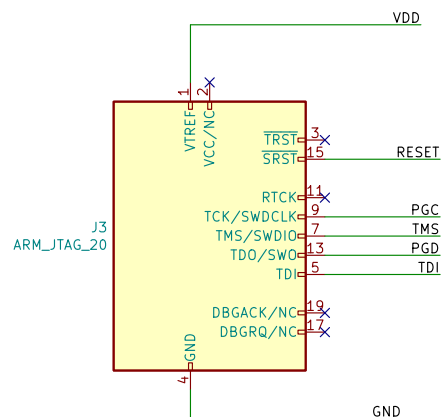 VDD
1
2
VTREF
VCC/NC
TRST
3
SRST
15
RESET
RTCK
11
J3
ARM_JTAG_20
TCK/SWDCLK
9
PGC
TMS/SWDIO
7
TMS
TDO/SWO
13
PGD
TDI
5
TDI
DBGACK/NC
19
DBGRQ/NC
17
GND
4
GND